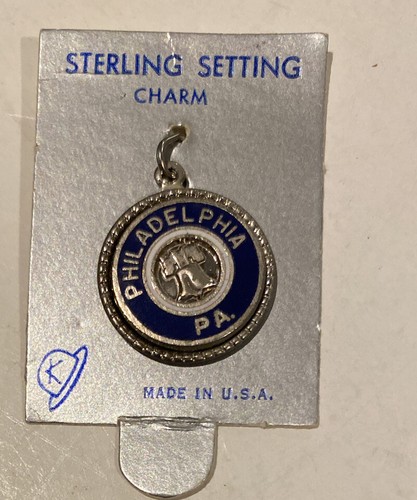 STERLING SETTING
CHARM
PHILADELPHIA
PA.
K
MADE IN U.S.A.